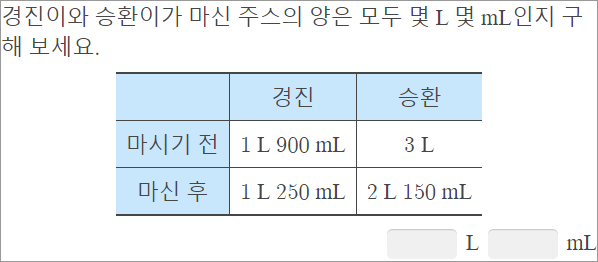 경진이와 승환이가 마신 주스의 양은 모두 몇 L 몇 mL인지 구
해 보세요.
경진 승환
마시기 전 1 L 900 mL 3 L
마신 후 1 L 250 mL 2 L 150 mL
L mL